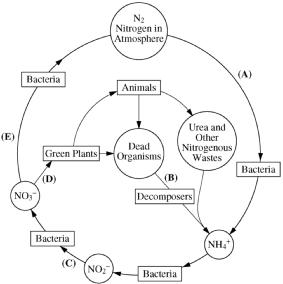 N₂
Nitrogen in
Atmosphere
(A)
Bacteria
Animals
(E)
Urea and
Other
Nitrogenous
Wastes
Green Plants
Dead
Organisms
Bacteria
(D)
(B)
Decomposers
NO₃⁻
Bacteria
NH₄⁺
(C)
NO₂⁻
Bacteria